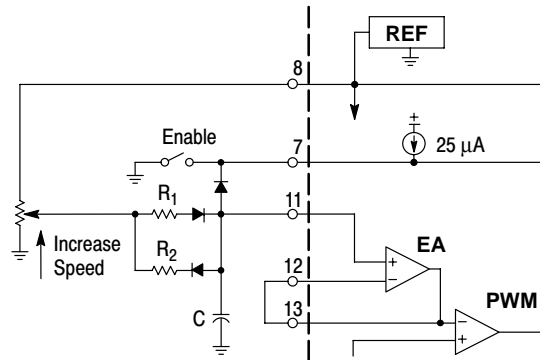 REF
8
Enable
7
25 μA
R1
11
EA
Increase
Speed
R2
12
13
PWM
C
+
+
−
−
+